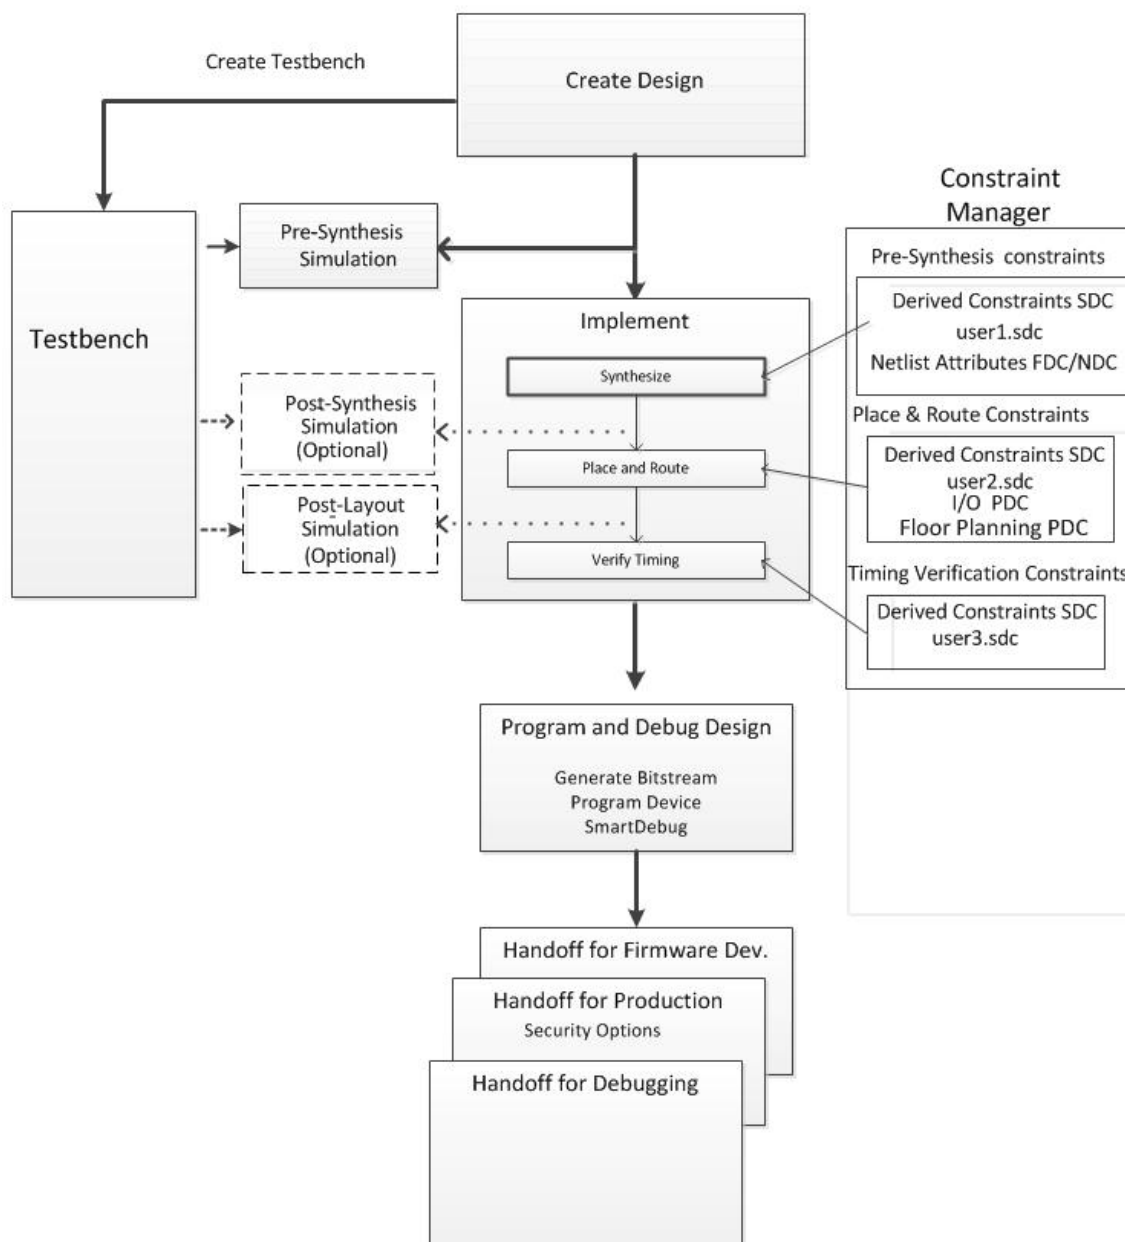 Create Testbench
Create Design
Constraint
Manager
Pre-Synthesis
Simulation
Pre-Synthesis constraints
Derived Constraints SDC
user1.sdc
Netlist Attributes FDC/NDC
Testbench
Implement
Synthesize
Post-Synthesis
Simulation
(Optional)
Place & Route Constraints
Derived Constraints SDC
user2.sdc
I/O PDC
Floor Planning PDC
Place and Route
Post-Layout
Simulation
(Optional)
Verify Timing
Timing Verification Constraints
Derived Constraints SDC
user3.sdc
Program and Debug Design
Generate Bitstream
Program Device
SmartDebug
Handoff for Firmware Dev.
Handoff for Production
Security Options
Handoff for Debugging